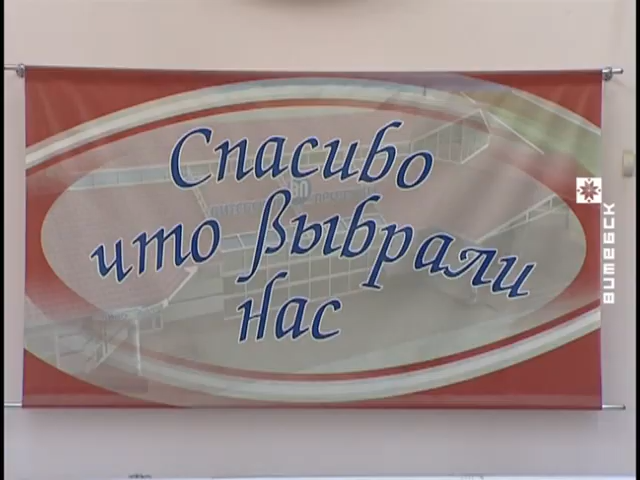 Спасибо
что Выбрали
Нас
Витебск